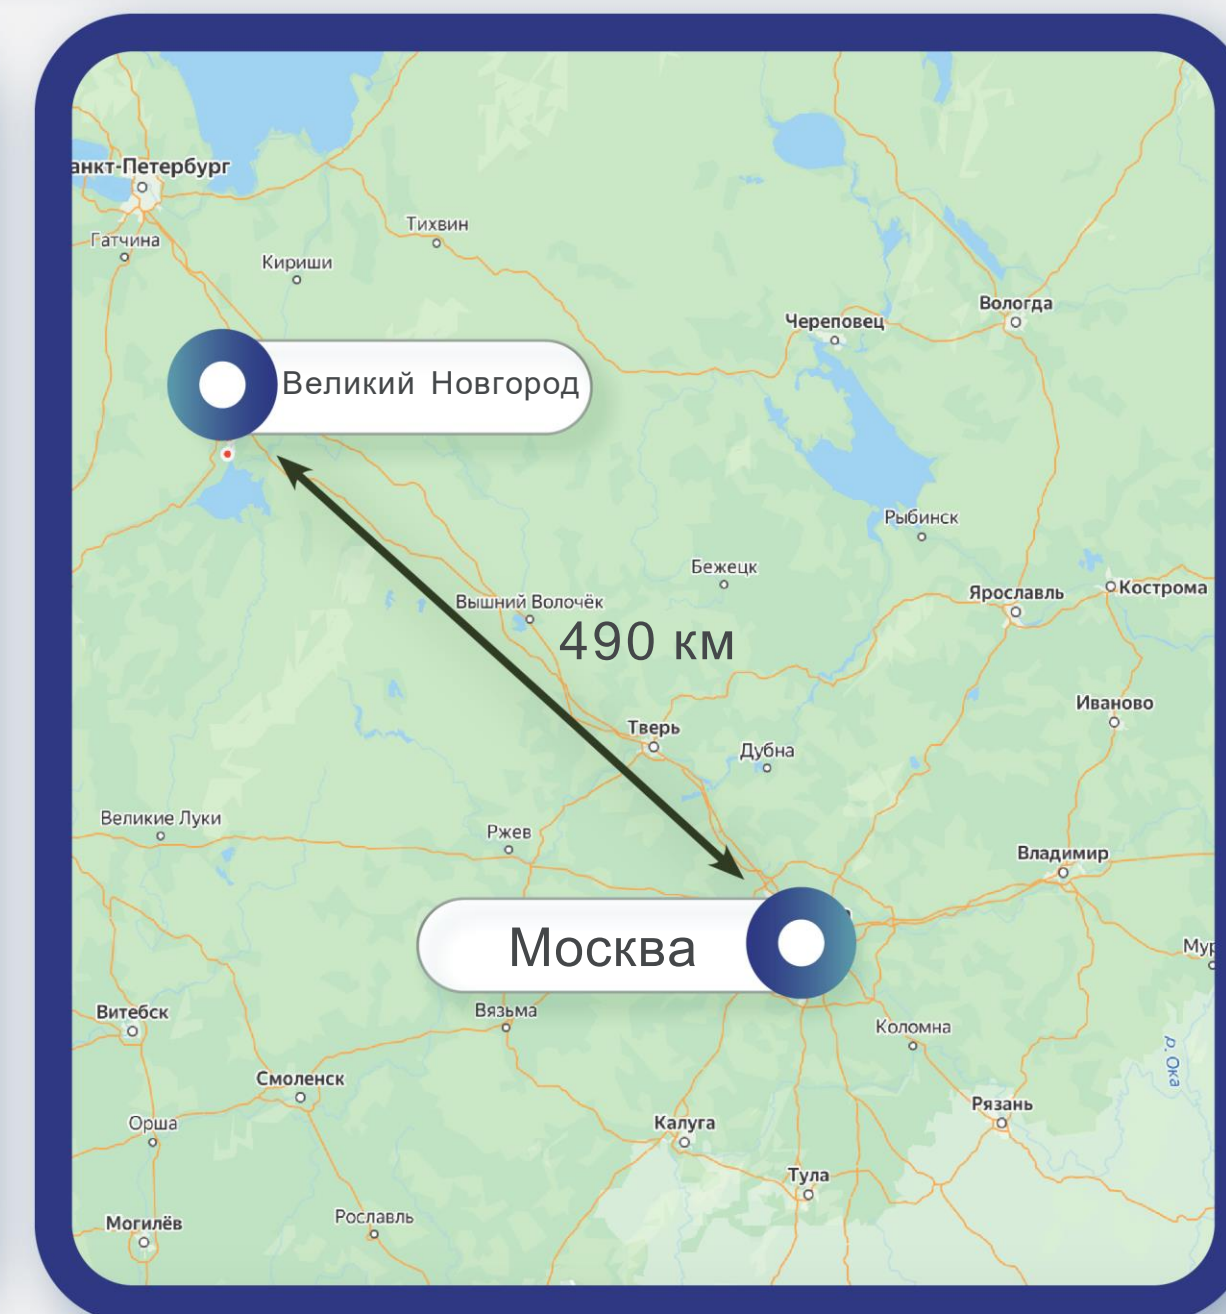 анкт-Петербург
Тихвин
Гатчина
Кириши
Вологда
Череповец
Великий Новгород
Рыбинск
Бежецк
Ярославль
Кострома
Вышний Волочёк
490 км
Иваново
Тверь
Дубна
Великие Луки
Ржев
Владимир
Москва
Мур
Вязьма
Витебск
Коломна
р. Ока
Смоленск
Рязань
Орша
Калуга
Тула
Рославль
Могилёв